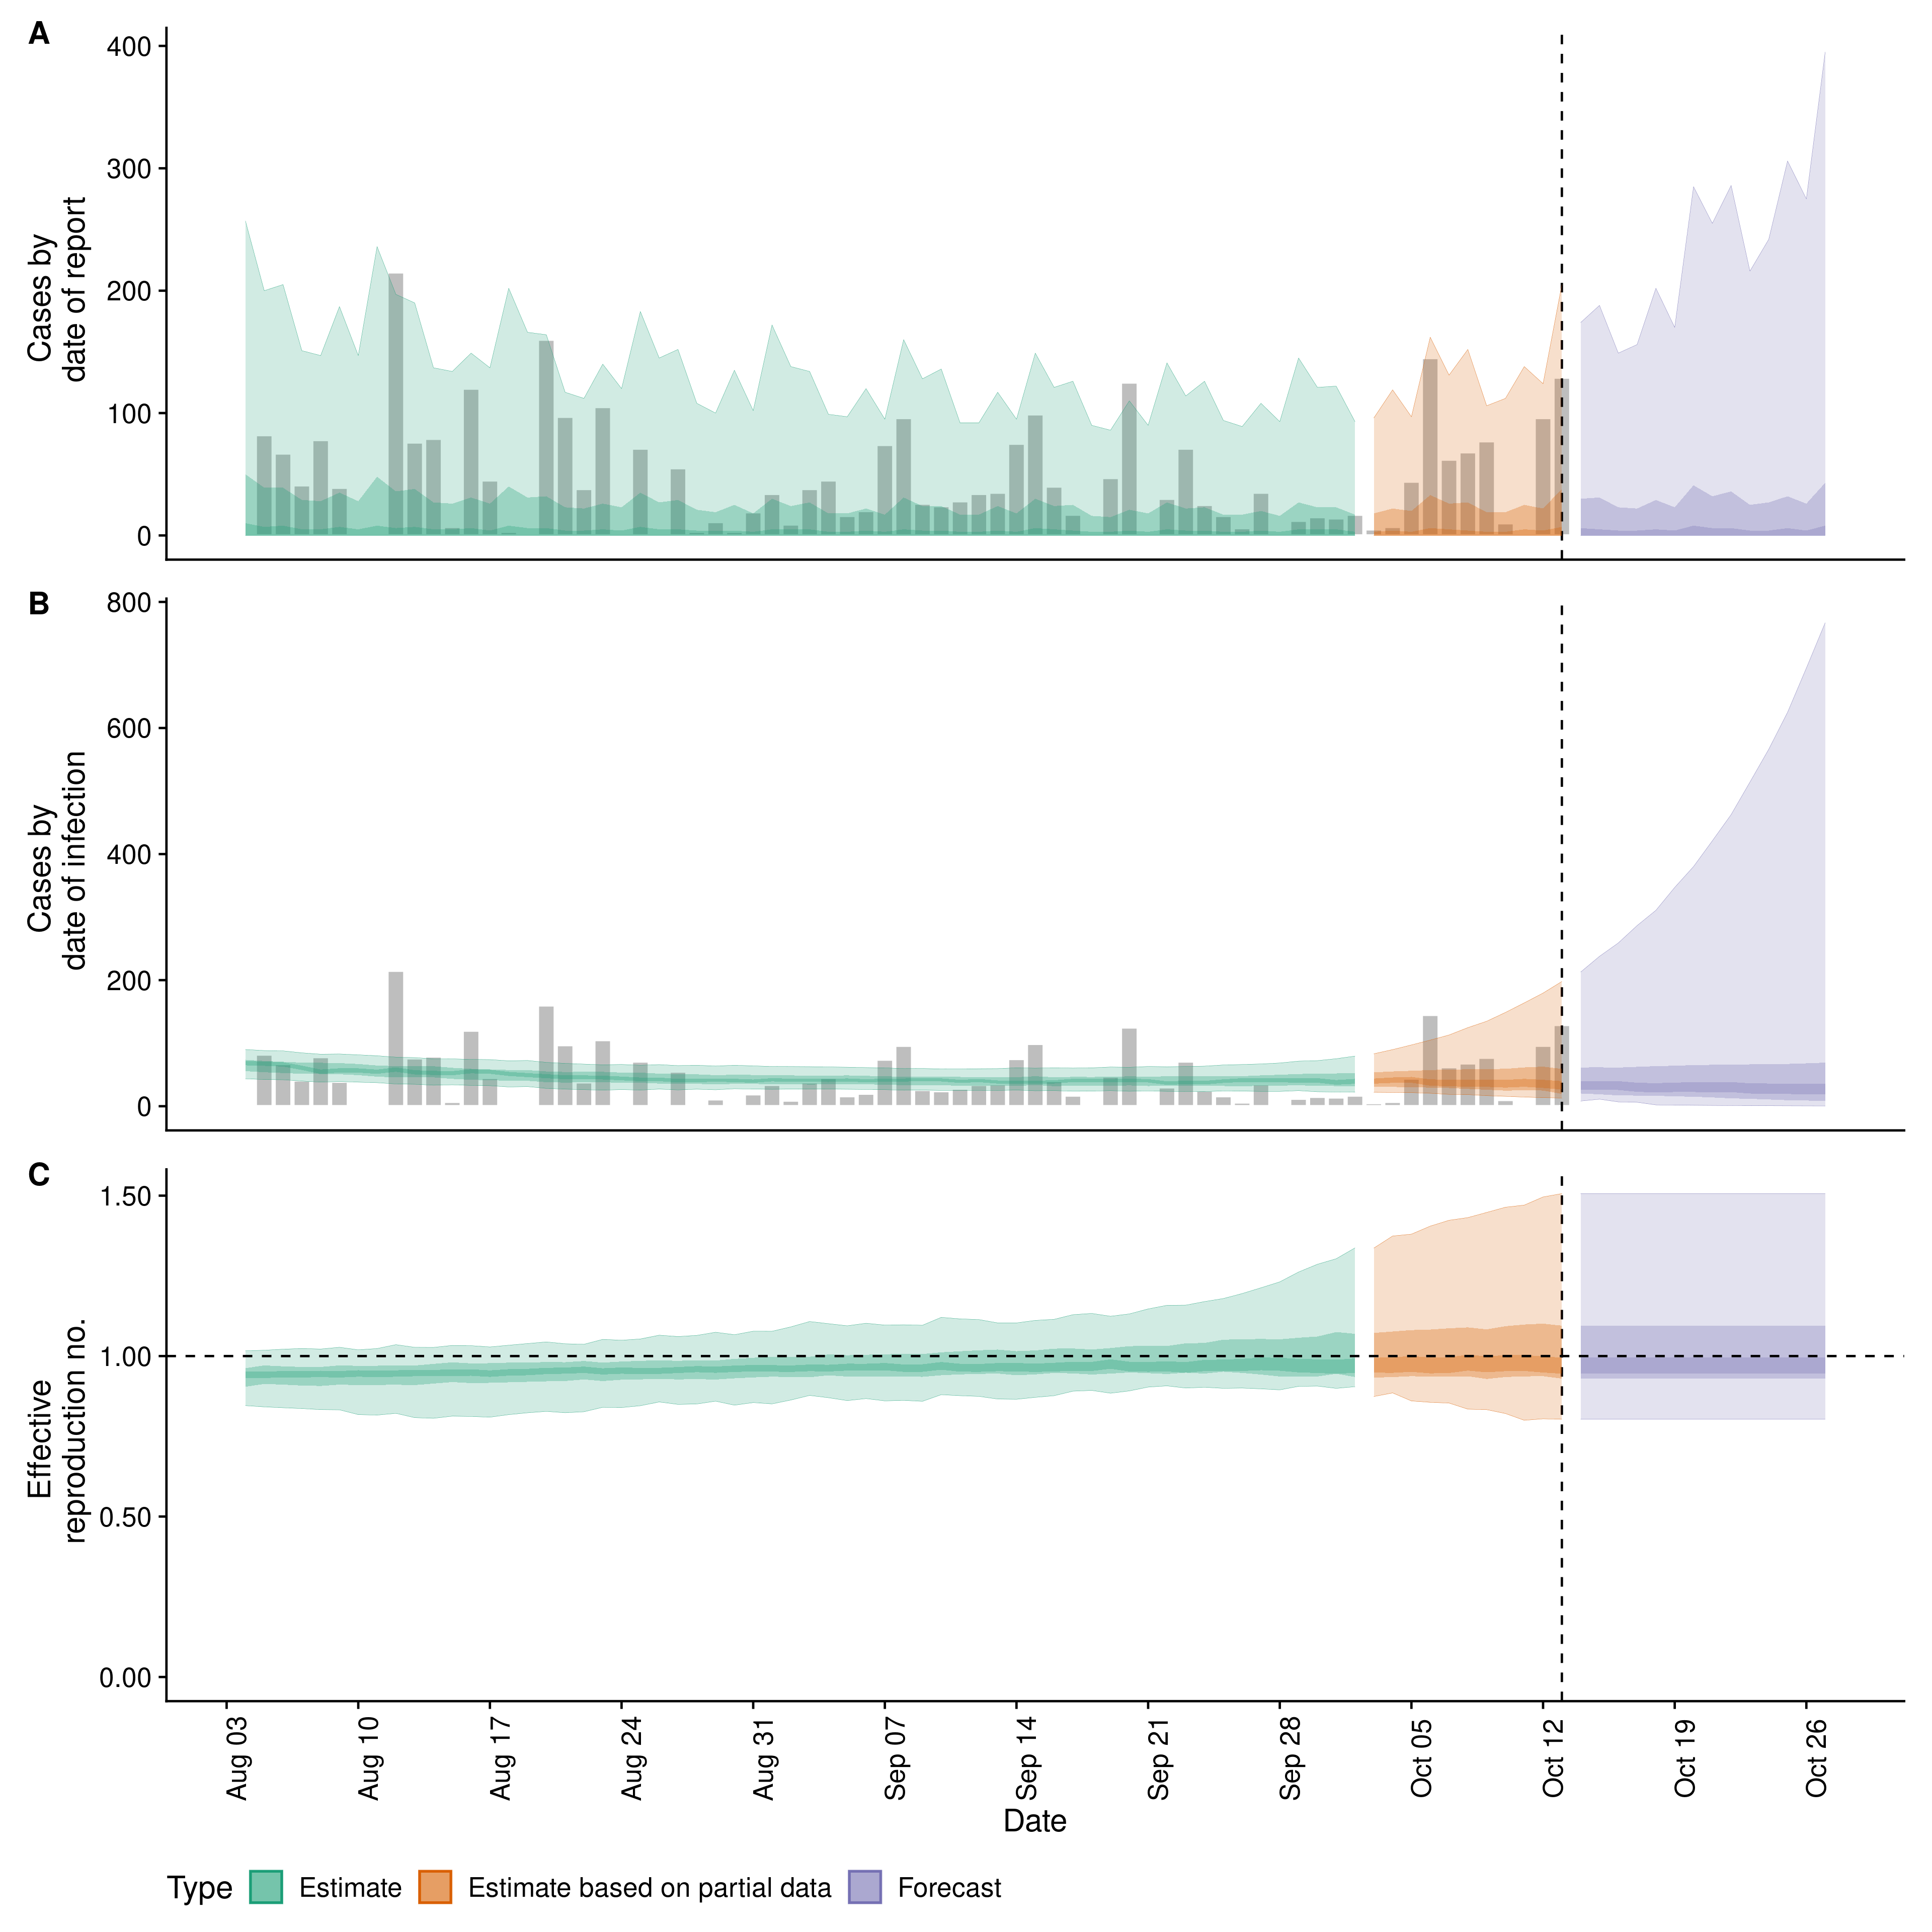 A
400
300
200
100
0
Cases by
date of report
B
800
600
400
200
0
Cases by
date of infection
C
1.50
1.00
0.50
0.00
Effective
reproduction no.
Aug 03
Aug 10
Aug 17
Aug 24
Aug 31
Sep 07
Sep 14
Sep 21
Sep 28
Oct 05
Oct 12
Oct 19
Oct 26
Date
Type Estimate Estimate based on partial data Forecast